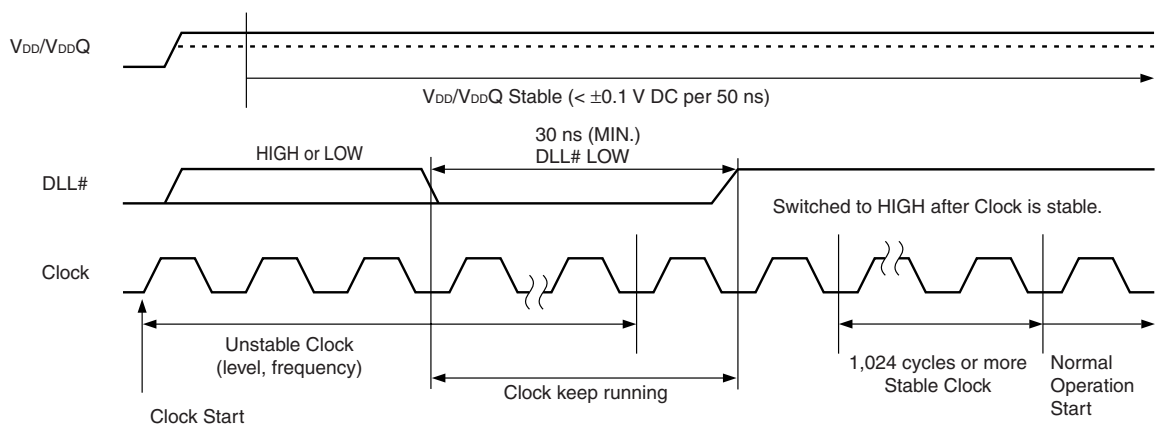 VDD/VDDQ
VDD/VDDQ Stable (< ±0.1 V DC per 50 ns)
30 ns (MIN.)
DLL# LOW
HIGH or LOW
DLL#
Switched to HIGH after Clock is stable.
Clock
Unstable Clock
(level, frequency)
Clock keep running
1,024 cycles or more
Stable Clock
Normal
Operation
Start
Clock Start